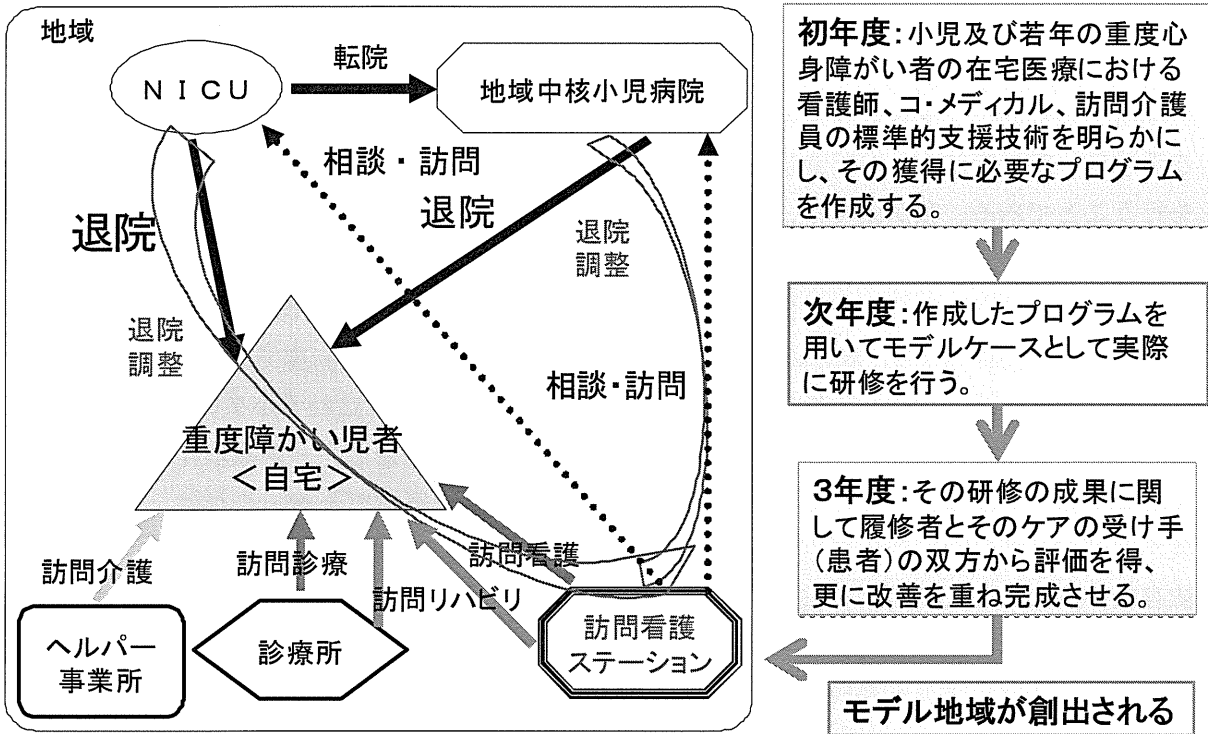 地域
NICU
転院
地域中核小児病院
相談・訪問
退院
退院
退院
調整
退院
調整
相談・訪問
重度障がい児者
<自宅>
訪問介護
訪問診療
訪問リハビリ
訪問看護
ヘルパー
事業所
診療所
訪問看護
ステーション
初年度:小児及び若年の重度心
身障がい者の在宅医療における
看護師、コ・メディカル、訪問介護
員の標準的支援技術を明らかに
し、その獲得に必要なプログラム
を作成する。
次年度:作成したプログラムを
用いてモデルケースとして実際
に研修を行う。
3年度:その研修の成果に関
して履修者とそのケアの受け手
(患者)の双方から評価を得、
更に改善を重ね完成させる。
モデル地域が創出される